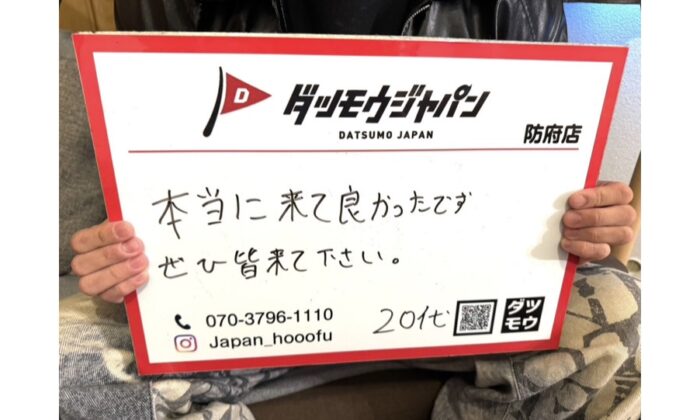 D
ダツモウジャパン
DATSUMO JAPAN
防府店
本当に来て良かったです
ぜひ皆来て下さい。
070-3796-1110
20代
ダツ
モウ
Japan_hooofu